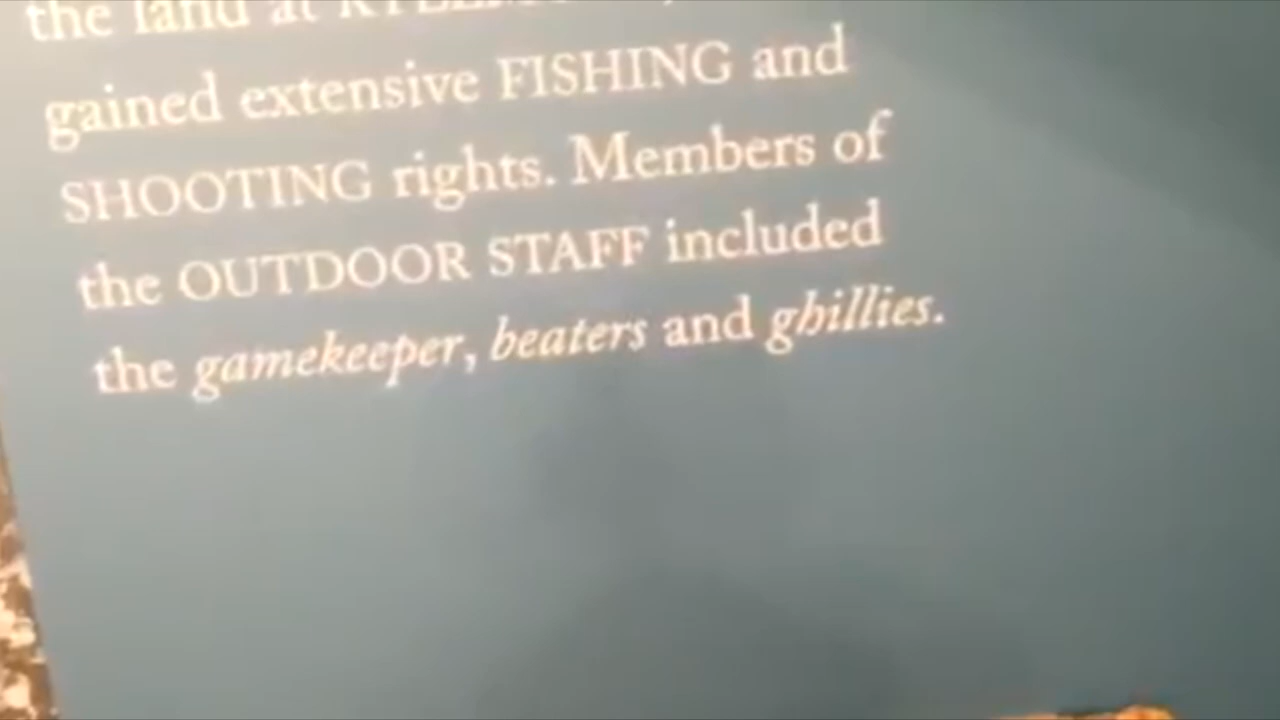 the land at
gained extensive FISHING and
SHOOTING rights. Members of
the OUTDOOR STAFF included
the gamekeeper, beaters and ghillies.